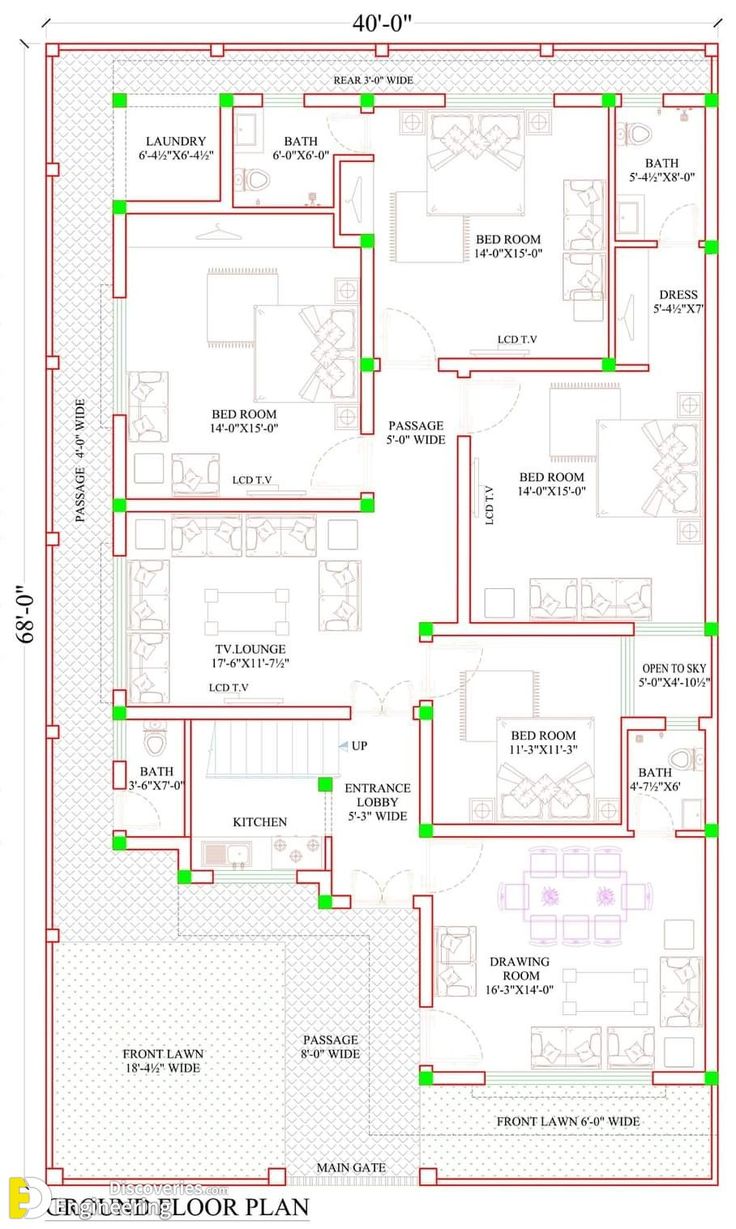 40'-0"
REAR 3'-0" WIDE
LAUNDRY
6'-4½"X6'-4½"
BATH
6'-0"X6'-0"
BATH
5'-4½"X8'-0"
BED ROOM
14'-0"X15'-0"
DRESS
5'-4½"X7'
LCD T.V
BED ROOM
14'-0"X15'-0"
LCD T.V
PASSAGE
5'-0" WIDE
BED ROOM
14'-0"X15'-0"
LCD T.V
PASSAGE 4'-0" WIDE
68'-0"
TV.LOUNGE
17'-6"X11'-7½"
LCD T.V
OPEN TO SKY
5'-0"X4'-10½"
BED ROOM
11'-3"X11'-3"
UP
BATH
3'-6"X7'-0"
ENTRANCE
LOBBY
5'-3" WIDE
BATH
4'-7½"X6'
KITCHEN
DRAWING
ROOM
16'-3"X14'-0"
FRONT LAWN
18'-4½" WIDE
PASSAGE
8'-0" WIDE
FRONT LAWN 6'-0" WIDE
MAIN GATE
GROUND FLOOR PLAN
ED
Engineering
Discoveries.com